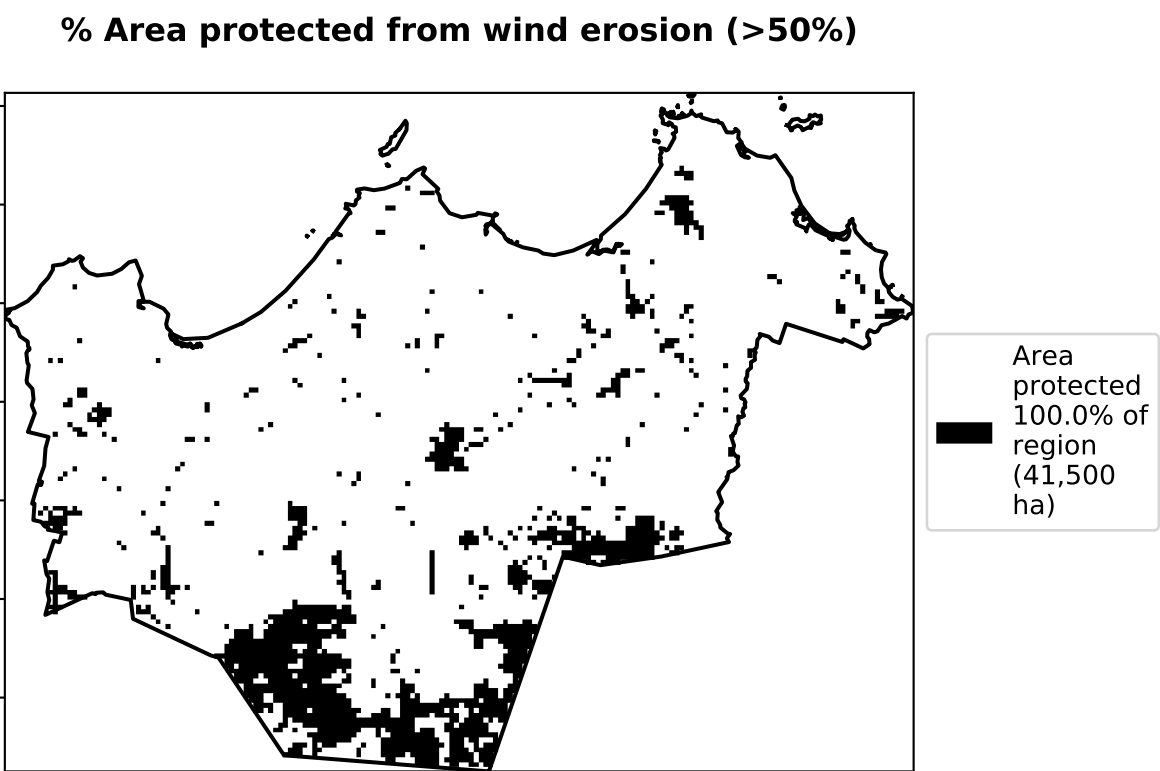 % Area protected from wind erosion (>50%)
Area
protected
100.0% of
region
(41,500
ha)